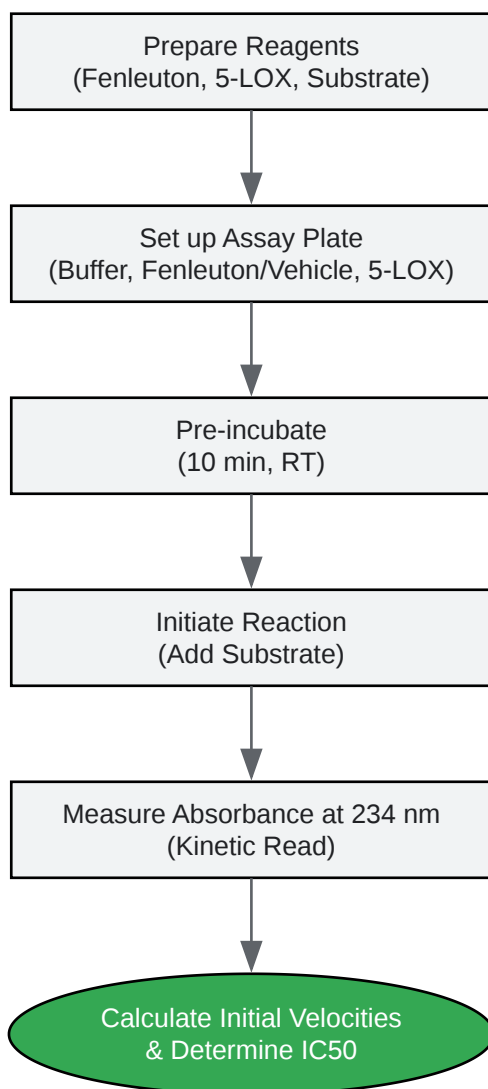 Prepare Reagents
(Fenleuton, 5-LOX, Substrate)
Set up Assay Plate
(Buffer, Fenleuton/Vehicle, 5-LOX)
Pre-incubate
(10 min, RT)
Initiate Reaction
(Add Substrate)
Measure Absorbance at 234 nm
(Kinetic Read)
Calculate Initial Velocities
& Determine IC50